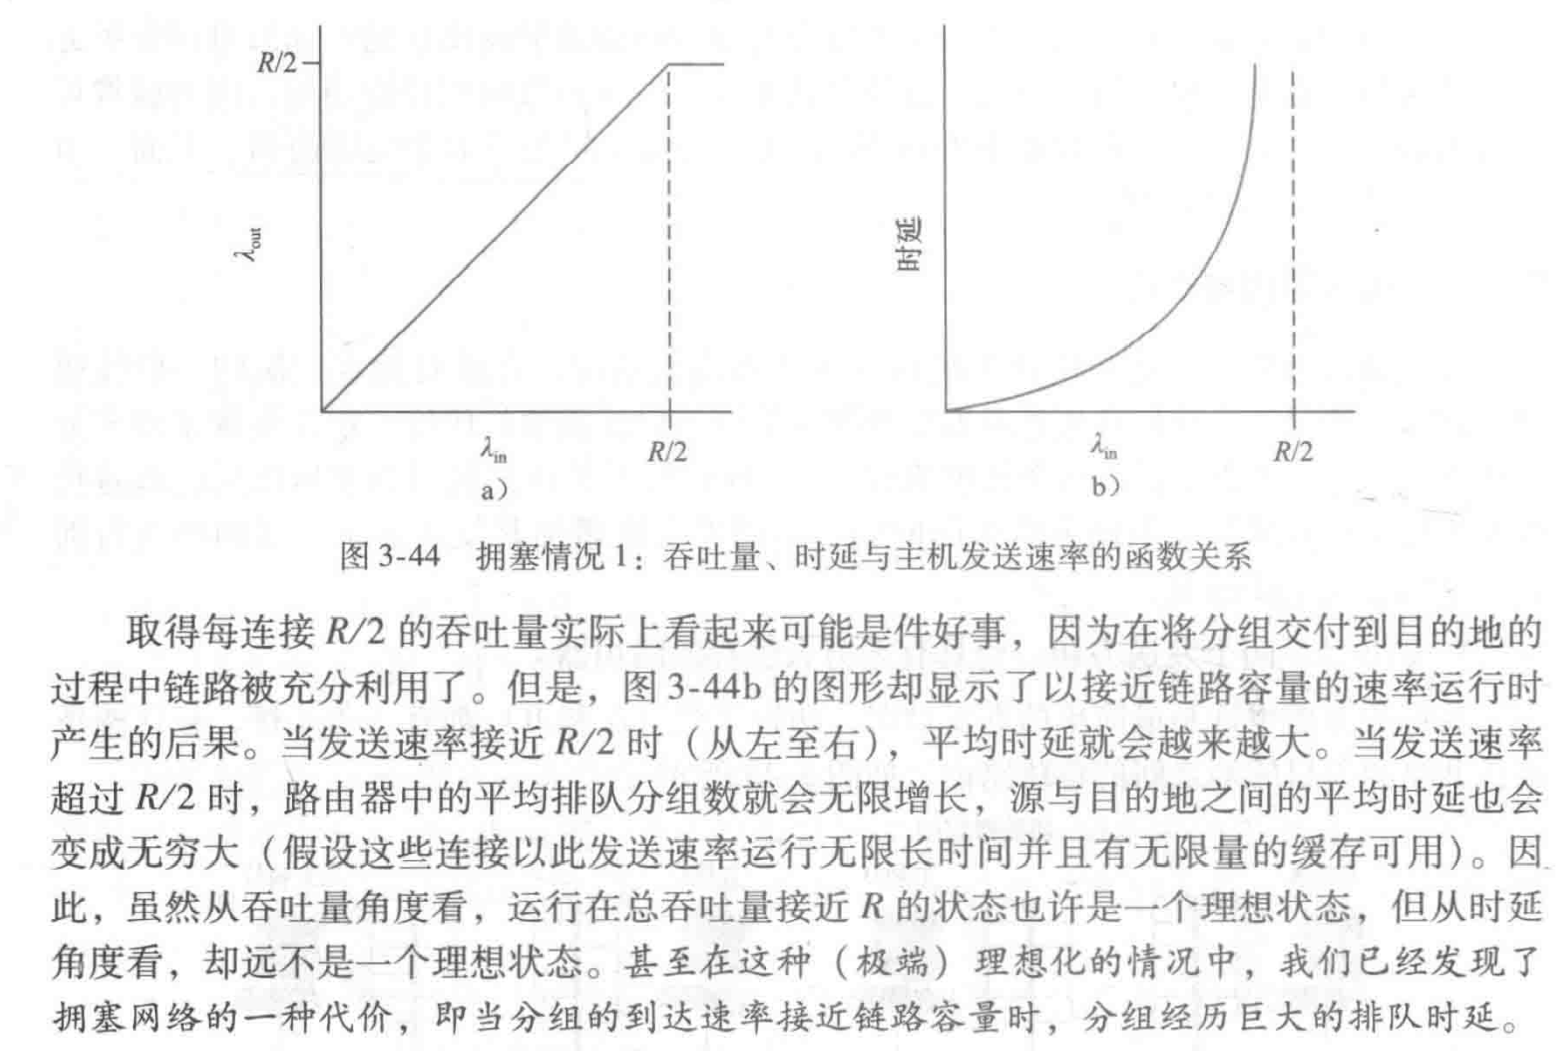 R/2
λout
λin
R/2
a）
时延
λin
R/2
b）
图 3-44　拥塞情况 1：吞吐量、时延与主机发送速率的函数关系
取得每连接 R/2 的吞吐量实际上看起来可能是件好事，因为在将分组交付到目的地的
过程中链路被充分利用了。但是，图 3-44b 的图形却显示了以接近链路容量的速率运行时
产生的后果。当发送速率接近 R/2 时（从左至右），平均时延就会越来越大。当发送速率
超过 R/2 时，路由器中的平均排队分组数就会无限增长，源与目的地之间的平均时延也会
变成无穷大（假设这些连接以此发送速率运行无限长时间并且有无限量的缓存可用）。因
此，虽然从吞吐量角度看，运行在总吞吐量接近 R 的状态也许是一个理想状态，但从时延
角度看，却远不是一个理想状态。甚至在这种（极端）理想化的情况中，我们已经发现了
拥塞网络的一种代价，即当分组的到达速率接近链路容量时，分组经历巨大的排队时延。